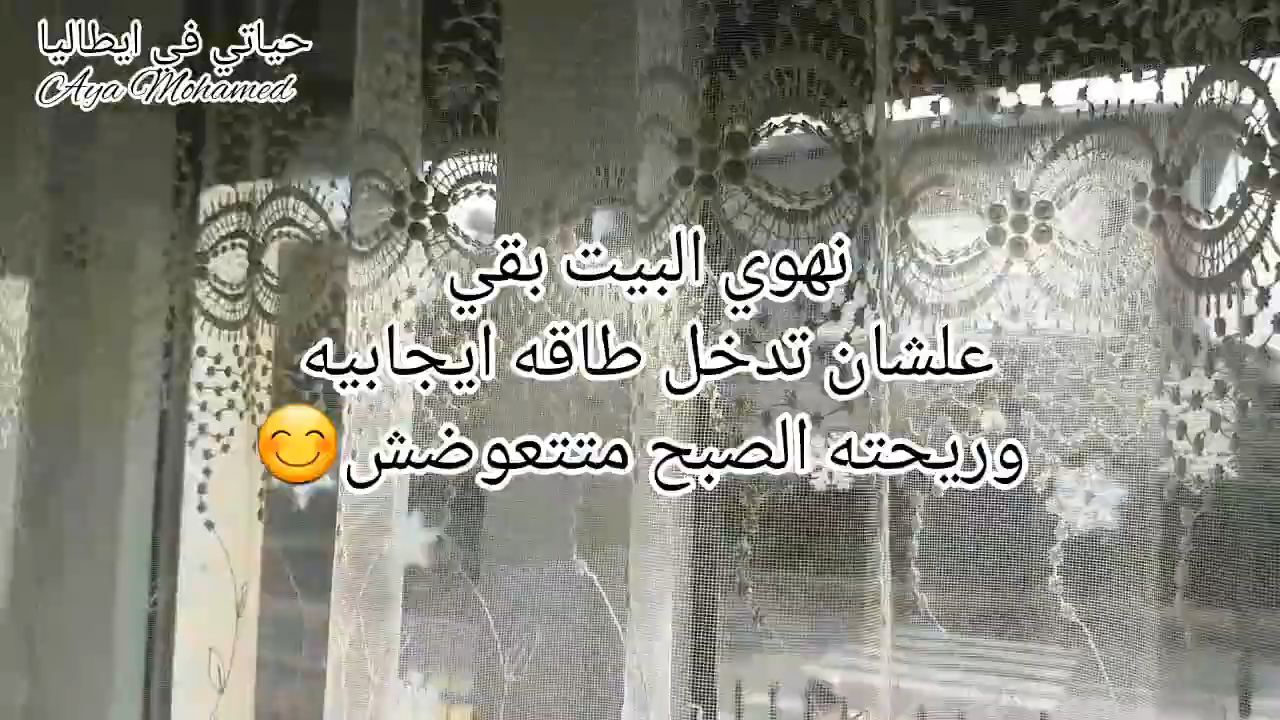 حياتي في ايطاليا
Aya Mohamed
نهوي البيت بقي
علشان تدخل طاقه ايجابيه
وريحته الصبح متتعوضش😊